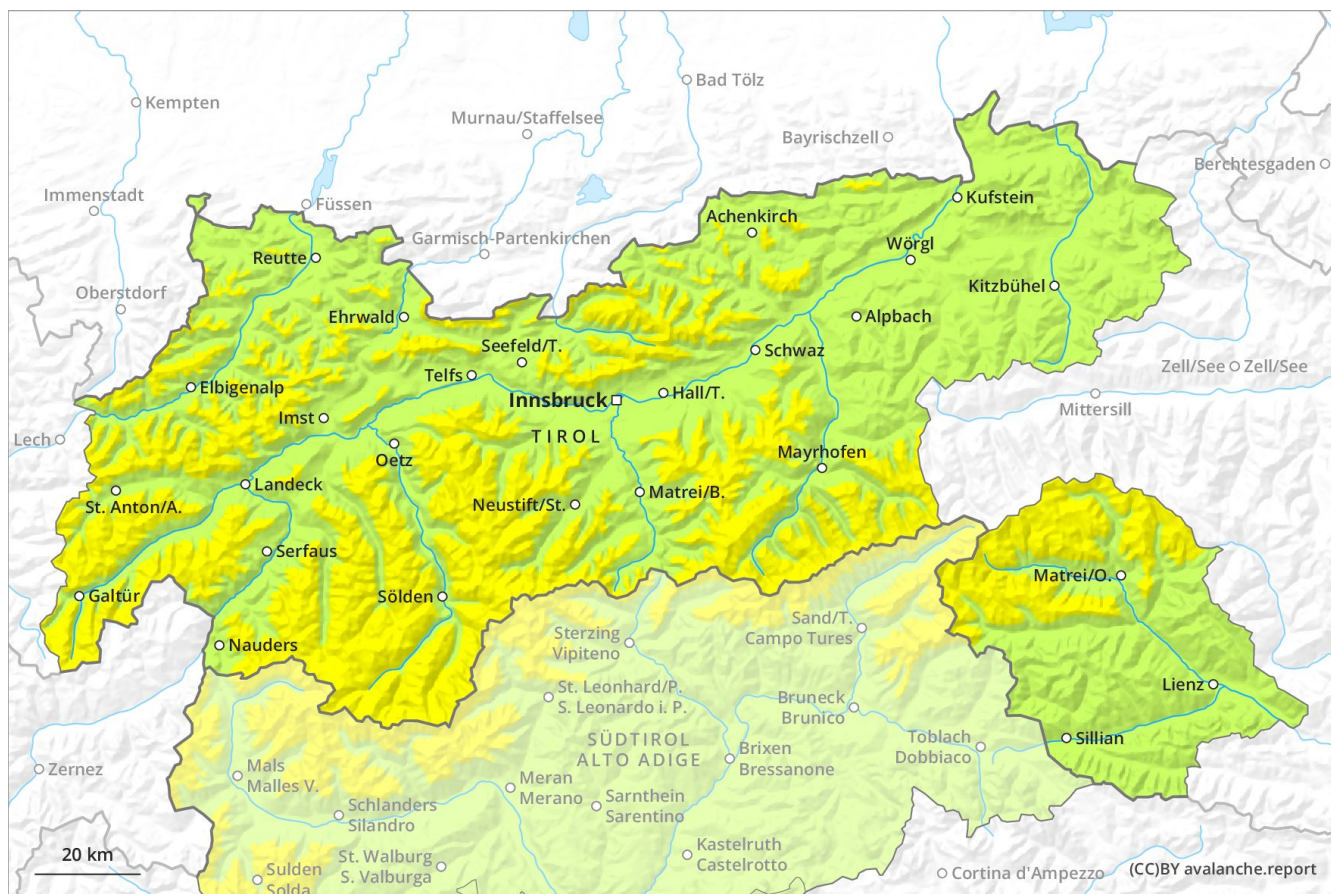 Kempten
Bad Tölz
Murnau/Staffelsee
Bayrischzell
Berchtesgaden
Immenstadt
Füssen
Kufstein
Achenkirch
Garmisch-Partenkirchen
Wörgl
Reutte
Kitzbühel
Oberstdorf
Ehrwald
Alpbach
Seefeld/T.
Schwaz
Telfs
Zell/See
Zell/See
Elbigenalp
Innsbruck
Hall/T.
Mittersill
Imst
Lech
TIROL
Oetz
Mayrhofen
Landeck
Matrei/B.
St. Anton/A.
Neustift/St.
Serfaus
Matrei/O.
Galtür
Sölden
Sand/T.
Campo Tures
Sterzing
Vipiteno
Nauders
Lienz
St. Leonhard/P.
S. Leonardo i. P.
Bruneck
Brunico
SÜDTIROL
ALTO ADIGE
Toblach
Dobbiaco
Sillian
Brixen
Bressanone
Zernez
Mals
Malles V.
Meran
Merano
Sarnthein
Sarentino
Schlanders
Silandro
20 km
St. Walburg
S. Valburga
Kastelruth
Castelrotto
Sulden
Solda
Cortina d'Ampezzo
(CC)BY avalanche.report